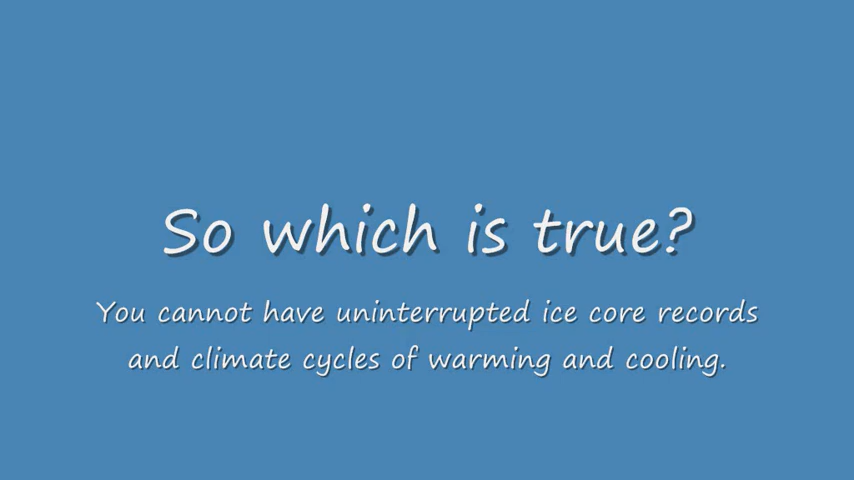 So which is true?
You cannot have uninterrupted ice core records
and climate cycles of warming and cooling.